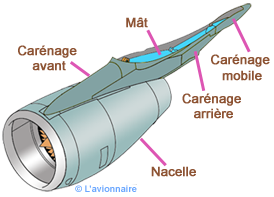 Mât
Carénage
avant
Carénage
mobile
Carénage
arrière
Nacelle
© L'avionnaire